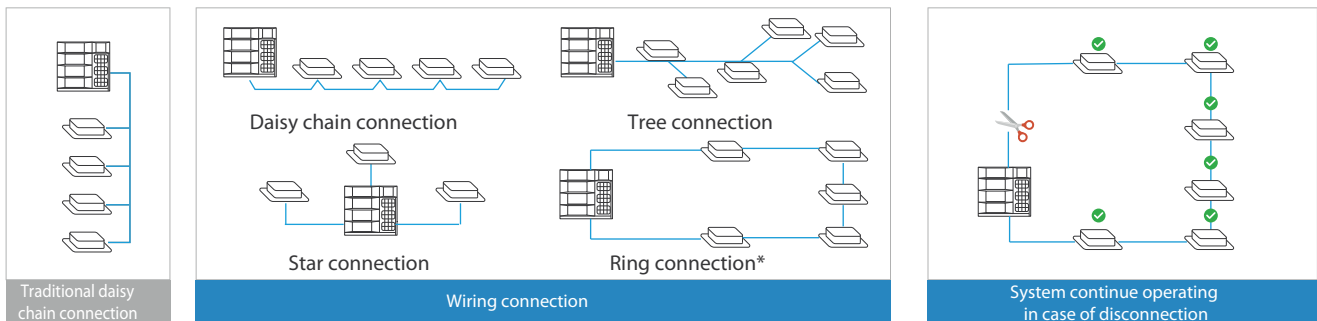 Traditional daisy
chain connection
Daisy chain connection
Tree connection
Star connection
Ring connection*
Wiring connection
System continue operating
in case of disconnection